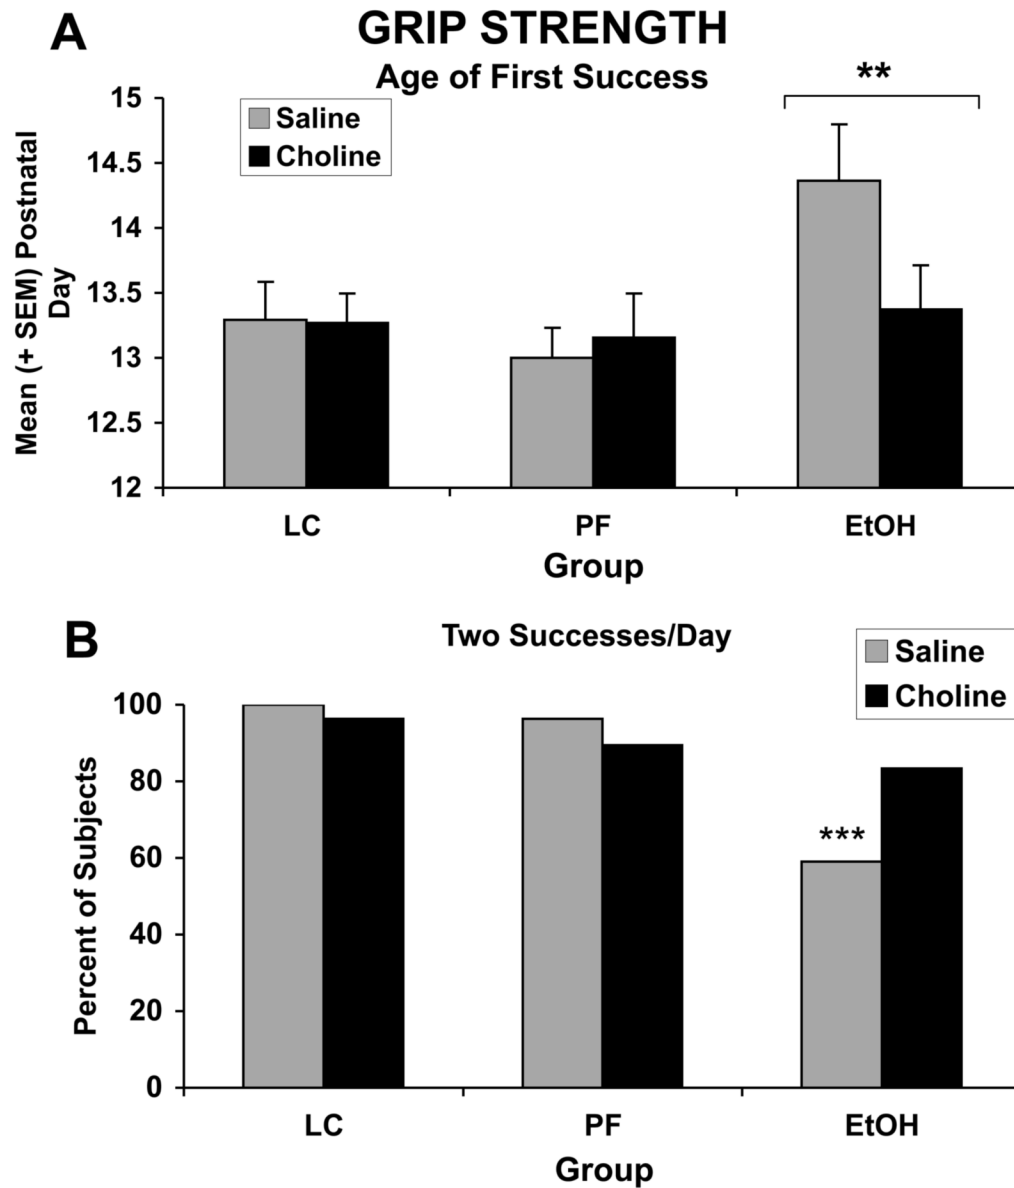 A
GRIP STRENGTH
Age of First Success
**
Saline
Choline
15
14.5
14
13.5
13
12.5
12
Mean (+ SEM) Postnatal
Day
LC PF EtOH
Group
B
Two Successes/Day
Saline
Choline
100
80
60
40
20
0
Percent of Subjects
***
LC PF EtOH
Group